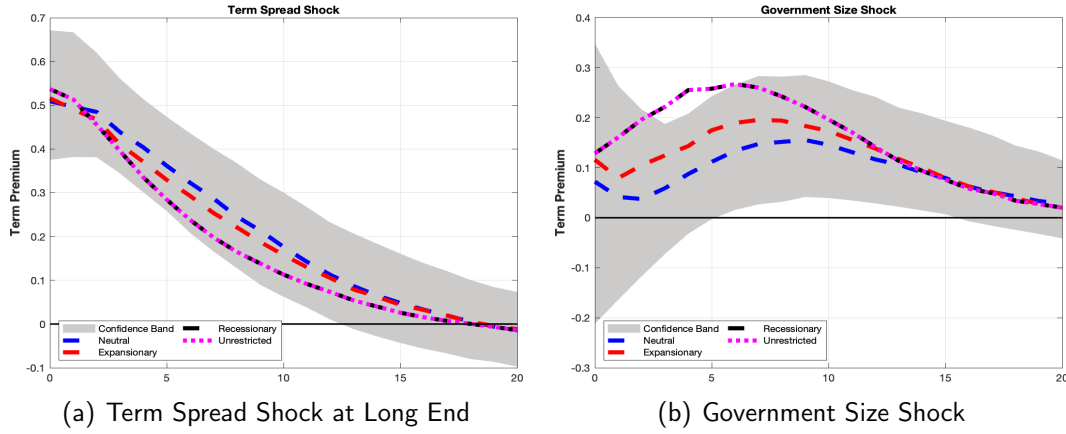 Term Spread Shock
Term Premium
0.7
0.6
0.5
0.4
0.3
0.2
0.1
0
-0.1
0
5
10
15
20
Confidence Band
Neutral
Expansionary
Recessionary
Unrestricted
(a) Term Spread Shock at Long End
Government Size Shock
Term Premium
0.4
0.3
0.2
0.1
0
-0.1
-0.2
-0.3
0
5
10
15
20
Confidence Band
Neutral
Expansionary
Recessionary
Unrestricted
(b) Government Size Shock